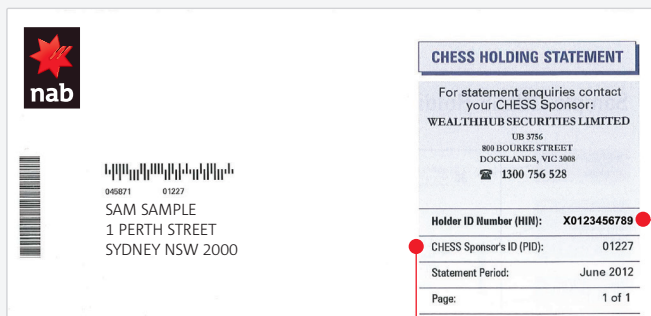 nab
CHESS HOLDING STATEMENT
For statement enquiries contact
your CHESS Sponsor:
WEALTHHUB SECURITIES LIMITED
UB 3756
800 BOURKE STREET
DOCKLANDS, VIC 3008
☎ 1300 756 528
045871 01227
SAM SAMPLE
1 PERTH STREET
SYDNEY NSW 2000
Holder ID Number (HIN): X0123456789
CHESS Sponsor's ID (PID): 01227
Statement Period: June 2012
Page: 1 of 1